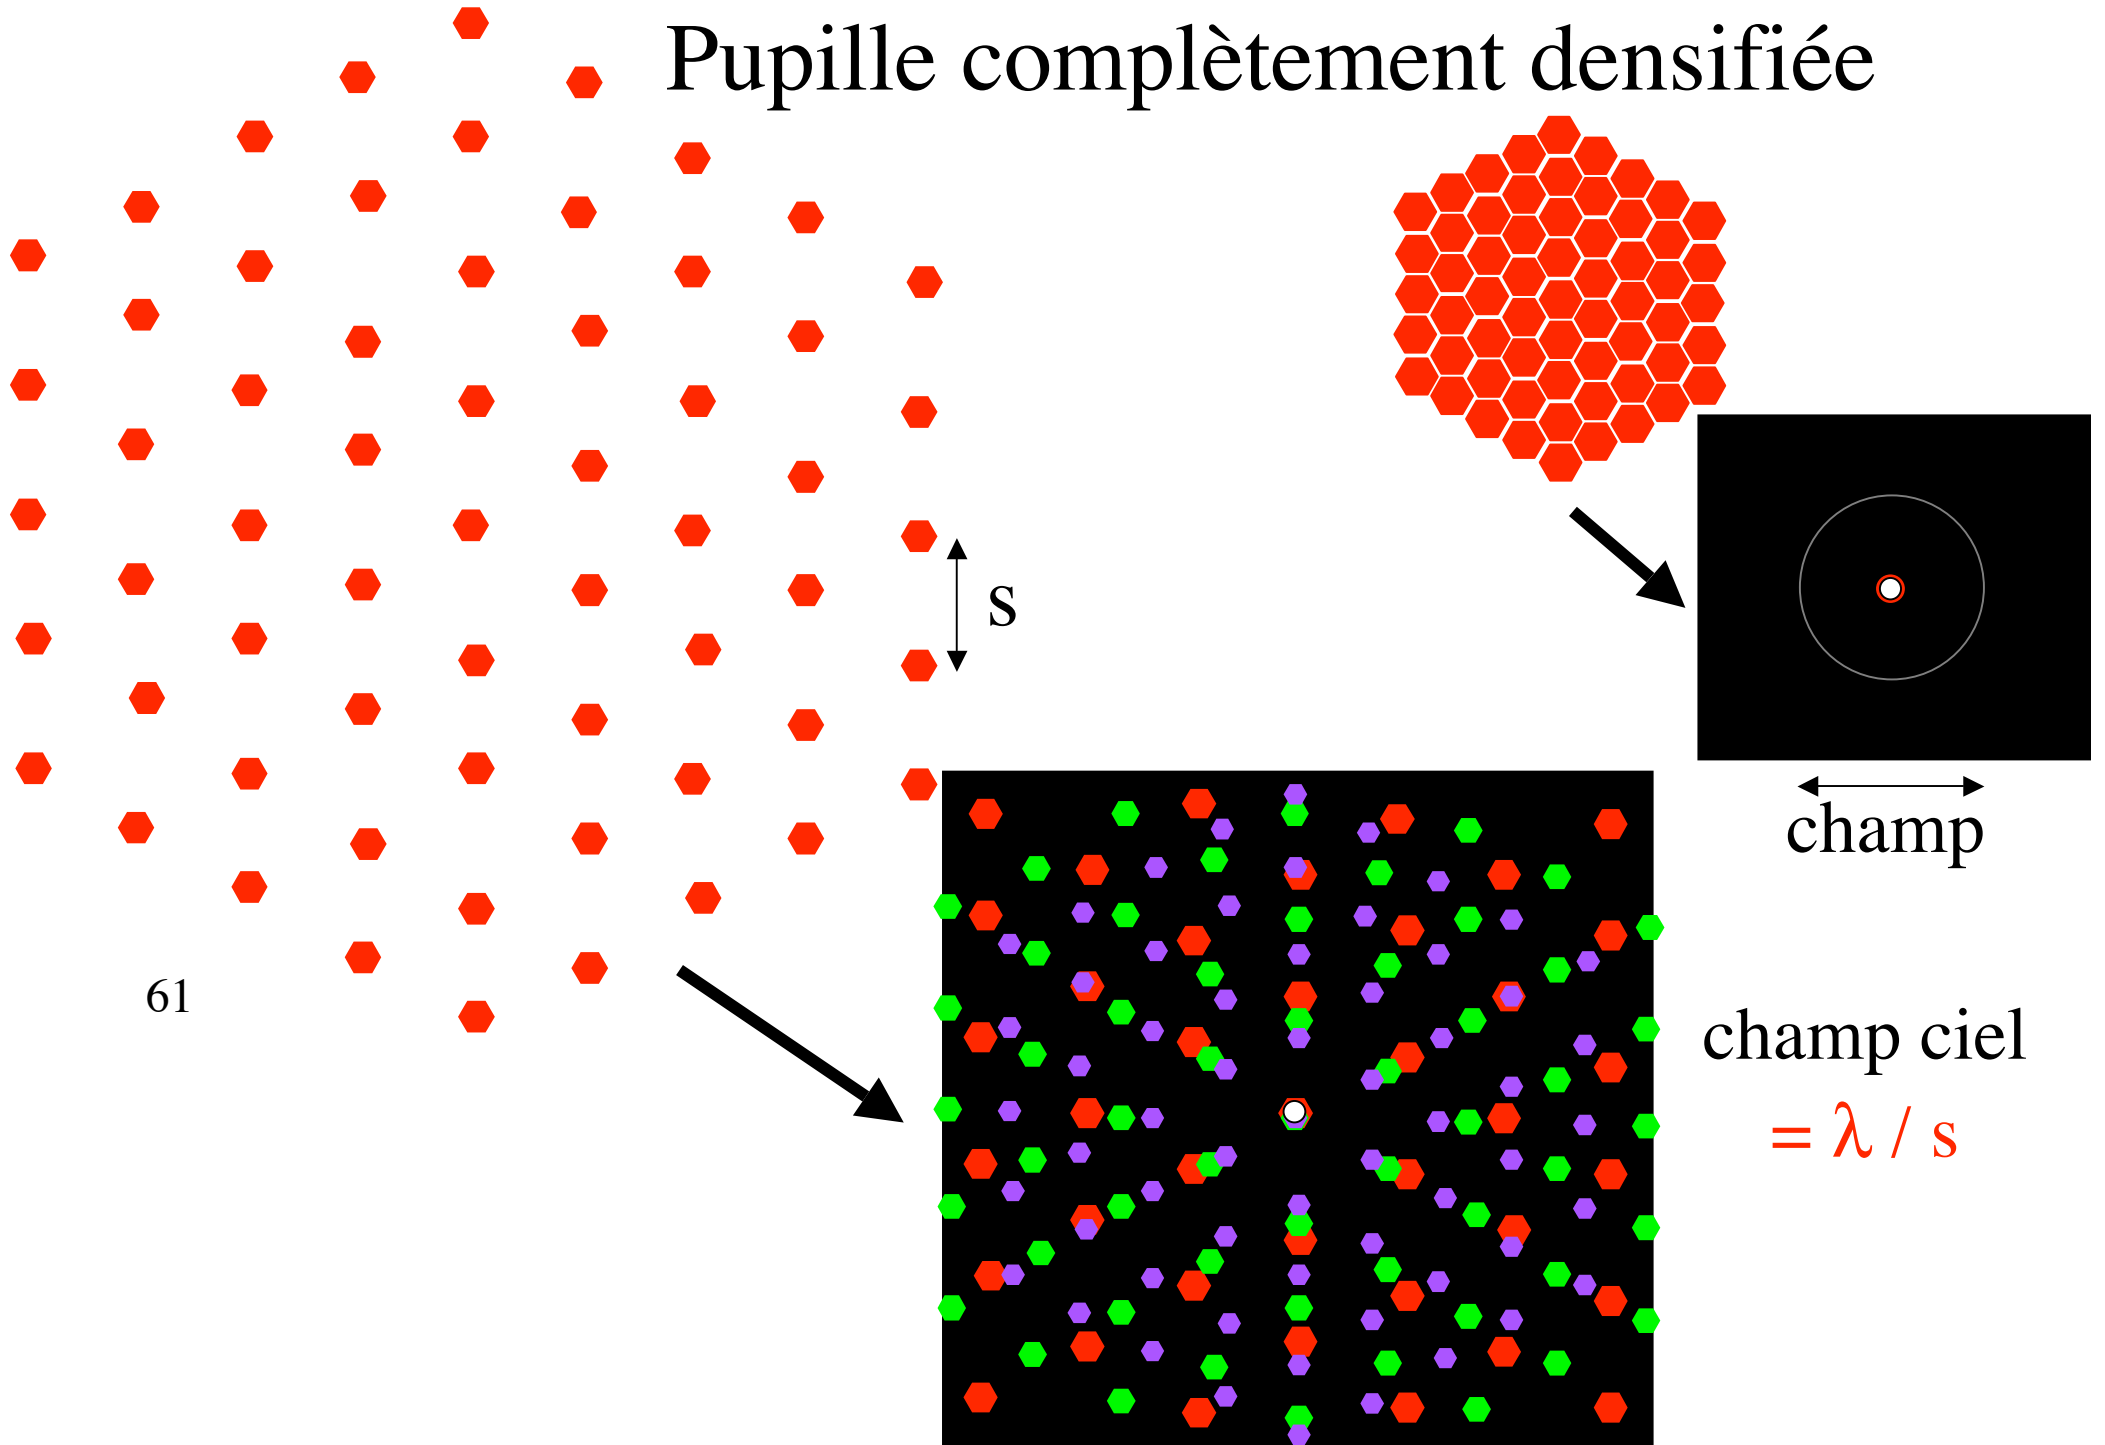 Pupille complètement densifiée
s
champ
61
champ ciel
= λ / s